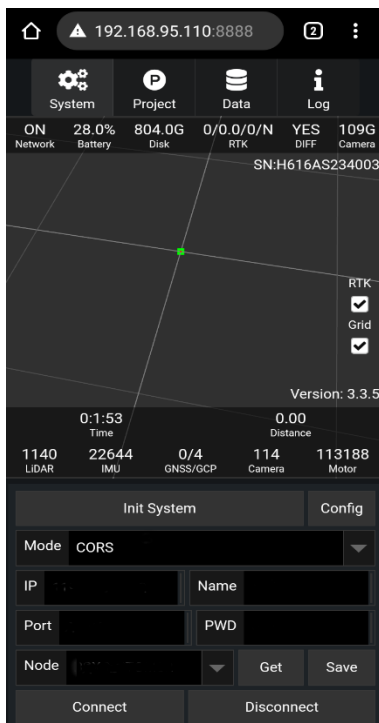 192.168.95.110:8888 2
System Project Data Log
ON 28.0% 804.0G 0/0.0/0/N YES 109G
Network Battery Disk RTK DIFF Camera
SN:H616AS234003
RTK
Grid
Version: 3.3.5
0:1:53 0.00
Time Distance
1140 22644 0/4 114 113188
LiDAR IMU GNSS/GCP Camera Motor
Init System Config
Mode CORS
IP Name
Port PWD
Node Get Save
Connect Disconnect